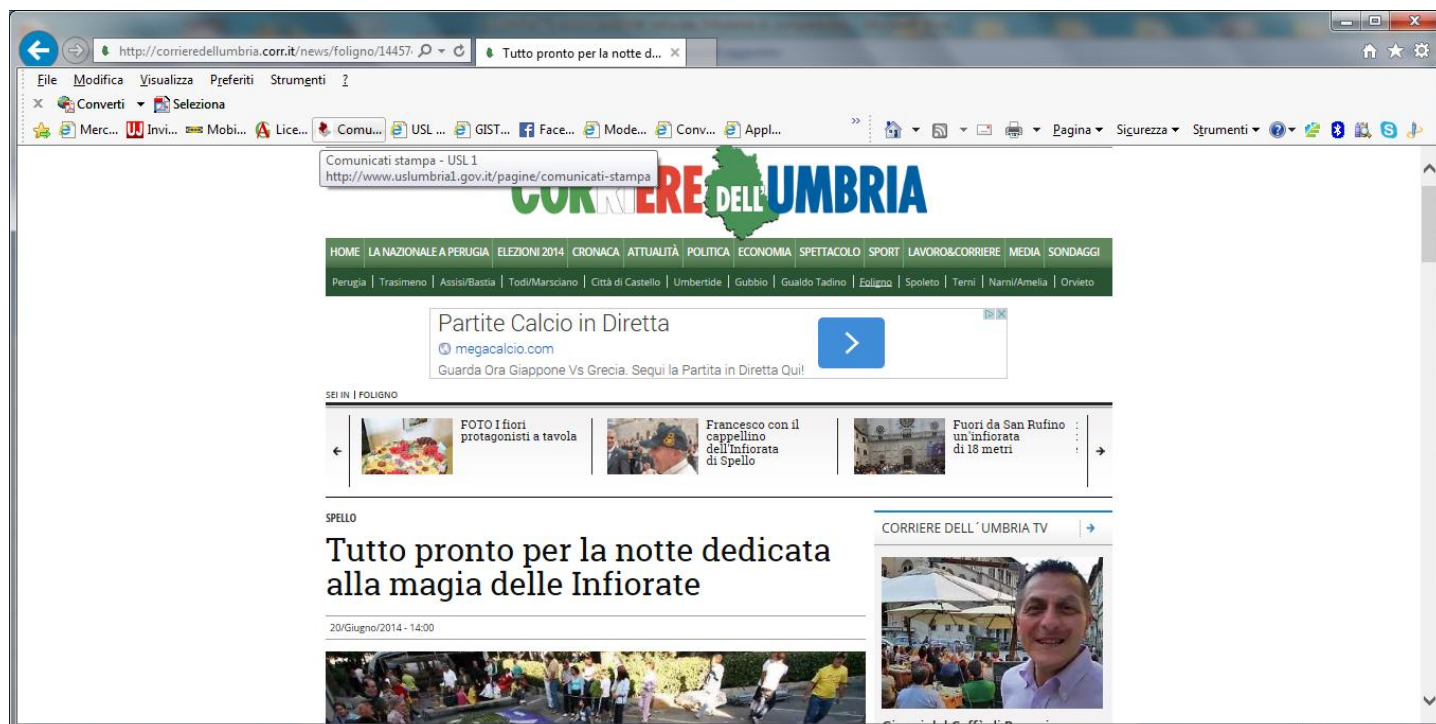 http://corrieredellumbria.corr.it/news/foligno/14457
Tutto pronto per la notte d...
File Modifica Visualizza Preferiti Strumenti ?
Converti Seleziona
Merc... Invi... Mobi... Lice... Comu... USL ... GIST... Face... Mode... Conv... Appl... » Pagina Sicurezza Strumenti
Comunicati stampa - USL 1
http://www.uslumbria1.gov.it/pagine/comunicati-stampa
CORRIERE DELL'UMBRIA
HOME LA NAZIONALE A PERUGIA ELEZIONI 2014 CRONACA ATTUALITÀ POLITICA ECONOMIA SPETTACOLO SPORT LAVORO&CORRIERE MEDIA SONDAGGI
Perugia | Trasimeno | Assisi/Bastia | Todi/Marsciano | Città di Castello | Umbertide | Gubbio | Gualdo Tadino | Foligno | Spoleto | Terni | Narni/Amelia | Orvieto
Partite Calcio in Diretta
megacalcio.com
Guarda Ora Giappone Vs Grecia. Segui la Partita in Diretta Qui!
SEI IN | FOLIGNO
FOTO I fiori
protagonisti a tavola
Francesco con il
cappellino
dell'Infiorata
di Spello
Fuori da San Rufino
un'infiorata
di 18 metri
SPELLO
Tutto pronto per la notte dedicata
alla magia delle Infiorate
20/Giugno/2014 - 14:00
CORRIERE DELL´UMBRIA TV